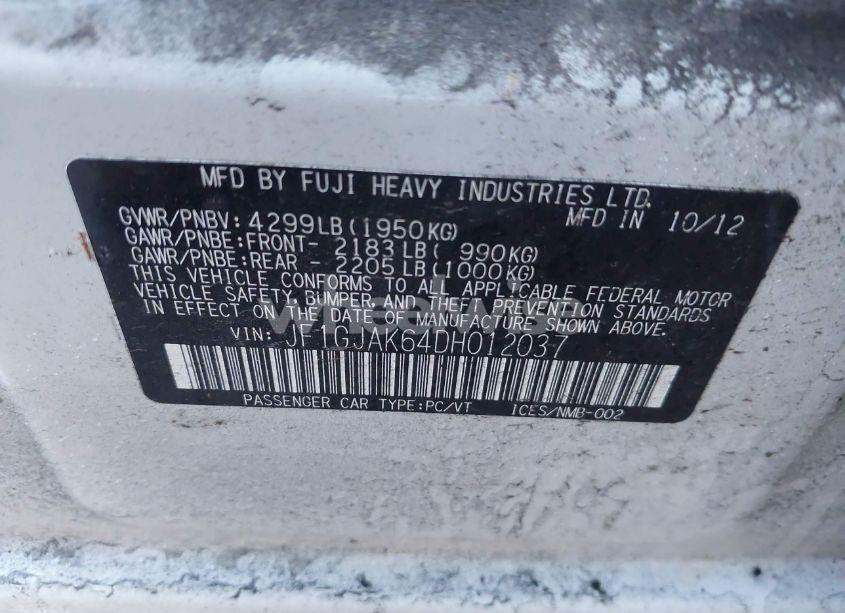 MFD BY FUJI HEAVY INDUSTRIES LTD.
GVWR/PNBV: 4299LB(1950KG) MFD IN 10/12
GAWR/PNBE:FRONT- 2183LB( 990KG)
GAWR/PNBE:REAR - 2205LB(1000KG)
THIS VEHICLE CONFORMS TO ALL APPLICABLE FEDERAL MOTOR
VEHICLE SAFETY, BUMPER, AND THEFT PREVENTION STANDARDS
IN EFFECT ON THE DATE OF MANUFACTURE SHOWN ABOVE.
VIN: JF1GJAK64DH012037
PASSENGER CAR TYPE:PC/VT ICES/NMB-002